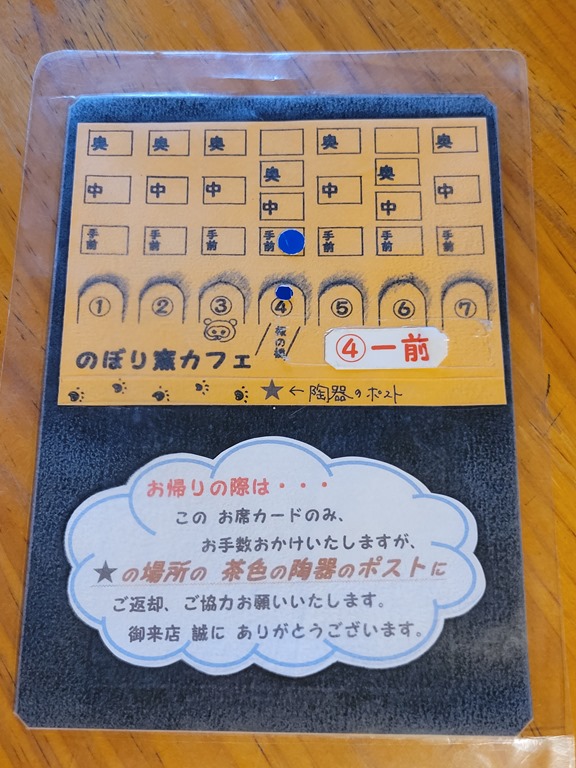 奥 奥 奥 奥 奥
奥 奥
中 中 中 中 中
中 中
手前 手前 手前 手前 手前 手前 手前
① ② ③ ④ ⑤ ⑥ ⑦
④一前
のぼり窯カフェ
★←陶器のポスト
お帰りの際は・・・
この お席カードのみ、
お手数おかけいたしますが、
★の場所の 茶色の陶器のポストに
ご返却、ご協力お願いいたします。
御来店 誠に ありがとうございます。